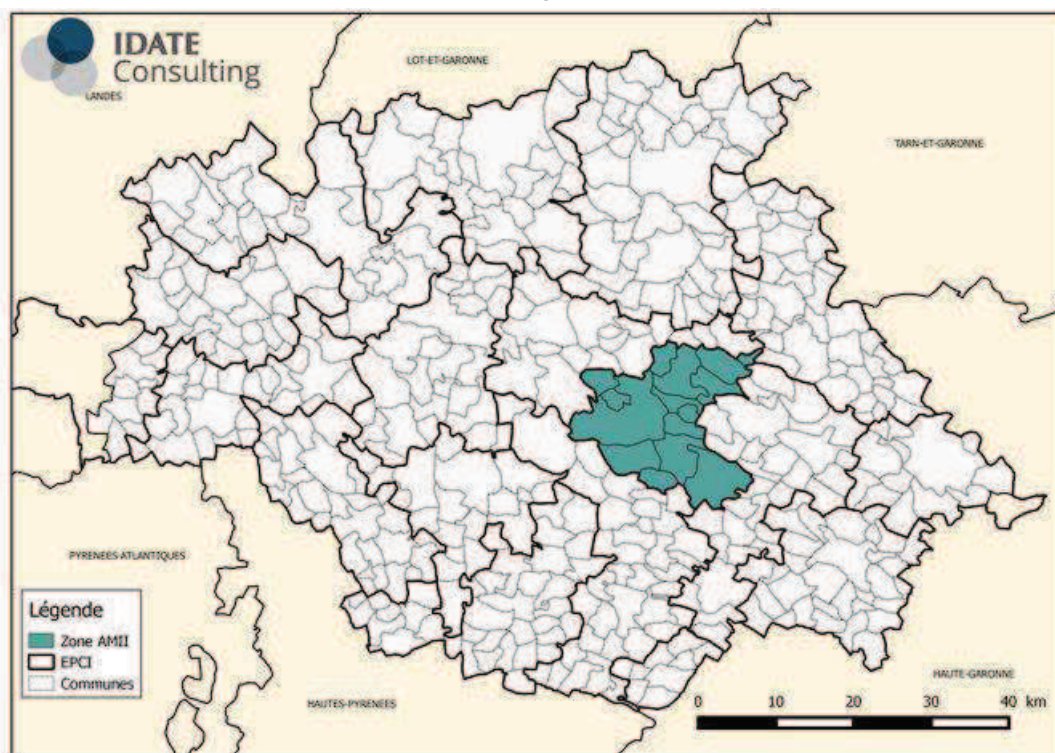 IDATE
Consulting
LANDES
LOT-ET-GARONNE
TARN-ET-GARONNE
PYRENEES-ATLANTIQUES
Légende
Zone AMII
EPCI
Communes
HAUTES-PYRENEES
HAUTE-GARONNE
0 10 20 30 40 km